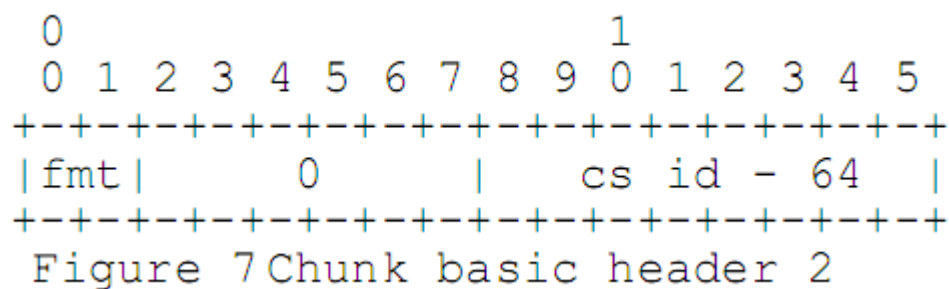 0                   1
0 1 2 3 4 5 6 7 8 9 0 1 2 3 4 5
+-+-+-+-+-+-+-+-+-+-+-+-+-+-+-+-+
|fmt|     0     |   cs id - 64  |
+-+-+-+-+-+-+-+-+-+-+-+-+-+-+-+-+
Figure 7 Chunk basic header 2